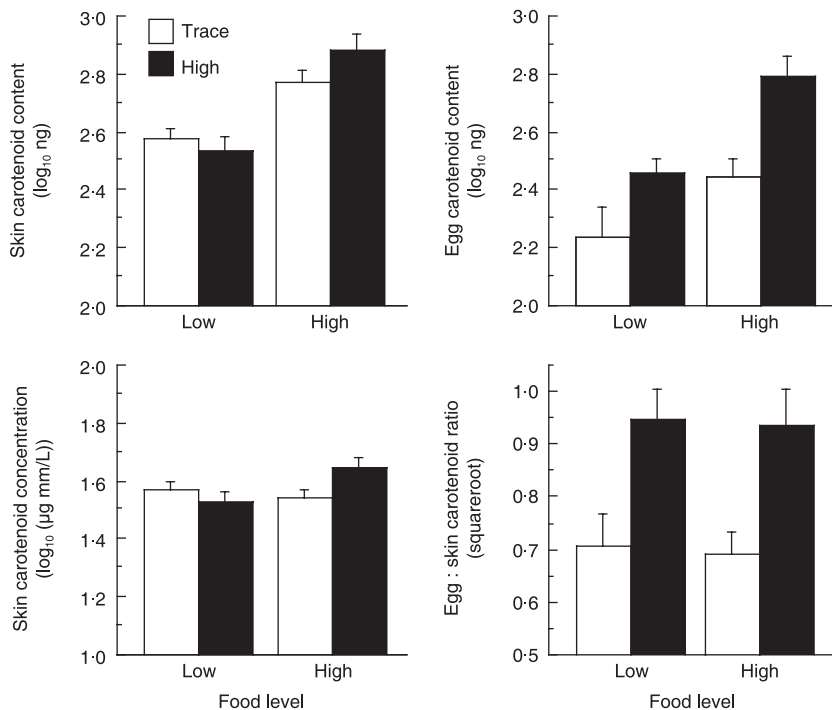 Skin carotenoid content
(log₁₀ ng)
3·0
2·8
2·6
2·4
2·2
2·0
Trace
High
Low
High
Egg carotenoid content
(log₁₀ ng)
3·0
2·8
2·6
2·4
2·2
2·0
Low
High
Skin carotenoid concentration
(log₁₀ (µg mm/L))
2·0
1·8
1·6
1·4
1·2
1·0
Low
High
Food level
Egg : skin carotenoid ratio
(squareroot)
1·0
0·9
0·8
0·7
0·6
0·5
Low
High
Food level